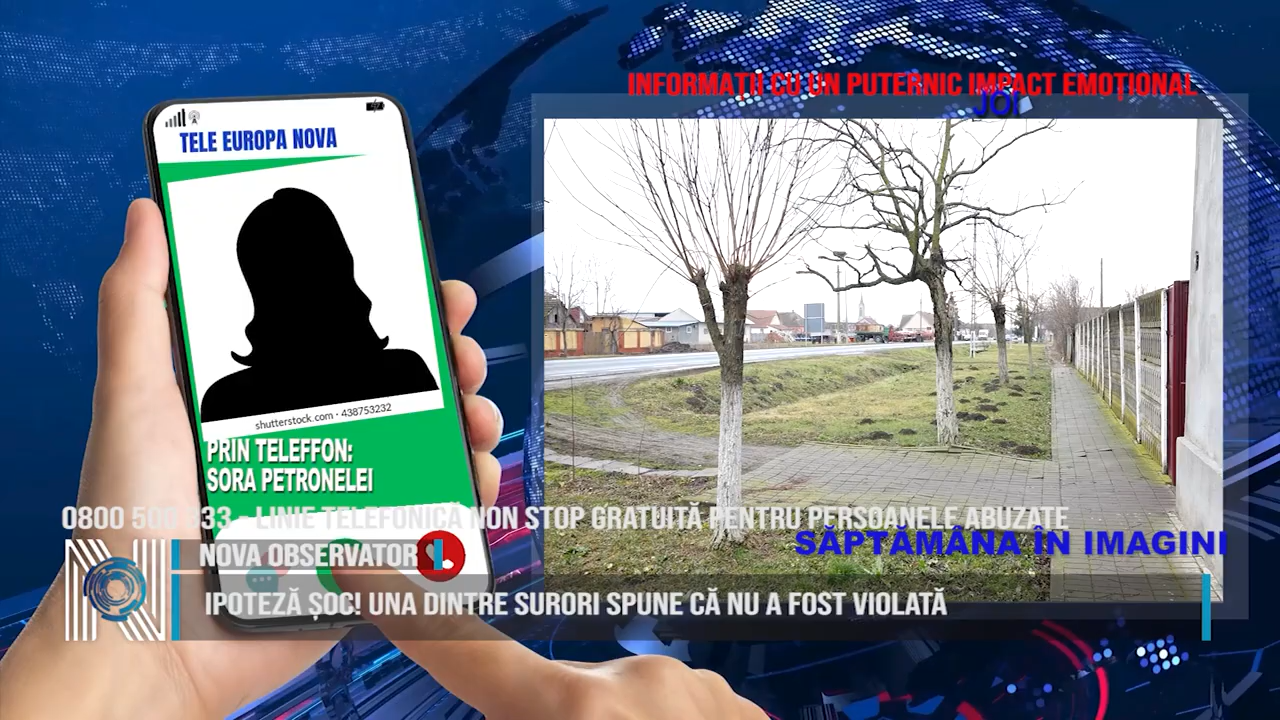 INFORMAȚII CU UN PUTERNIC IMPACT EMOȚIONAL
JOI
TELE EUROPA NOVA
shutterstock.com · 438753232
PRIN TELEFFON:
SORA PETRONELEI
0800 500 333 - LINIE TELEFONICĂ NON STOP GRATUITĂ PENTRU PERSOANELE ABUZATE
SĂPTĂMÂNA ÎN IMAGINI
NOVA OBSERVATOR
IPOTEZĂ ȘOC! UNA DINTRE SURORI SPUNE CĂ NU A FOST VIOLATĂ